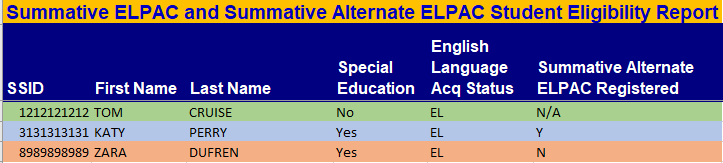 Summative ELPAC and Summative Alternate ELPAC Student Eligibility Report
SSID First Name Last Name Special Education English Language Acq Status Summative Alternate ELPAC Registered
1212121212 TOM CRUISE No EL N/A
3131313131 KATY PERRY Yes EL Y
8989898989 ZARA DUFREN Yes EL N